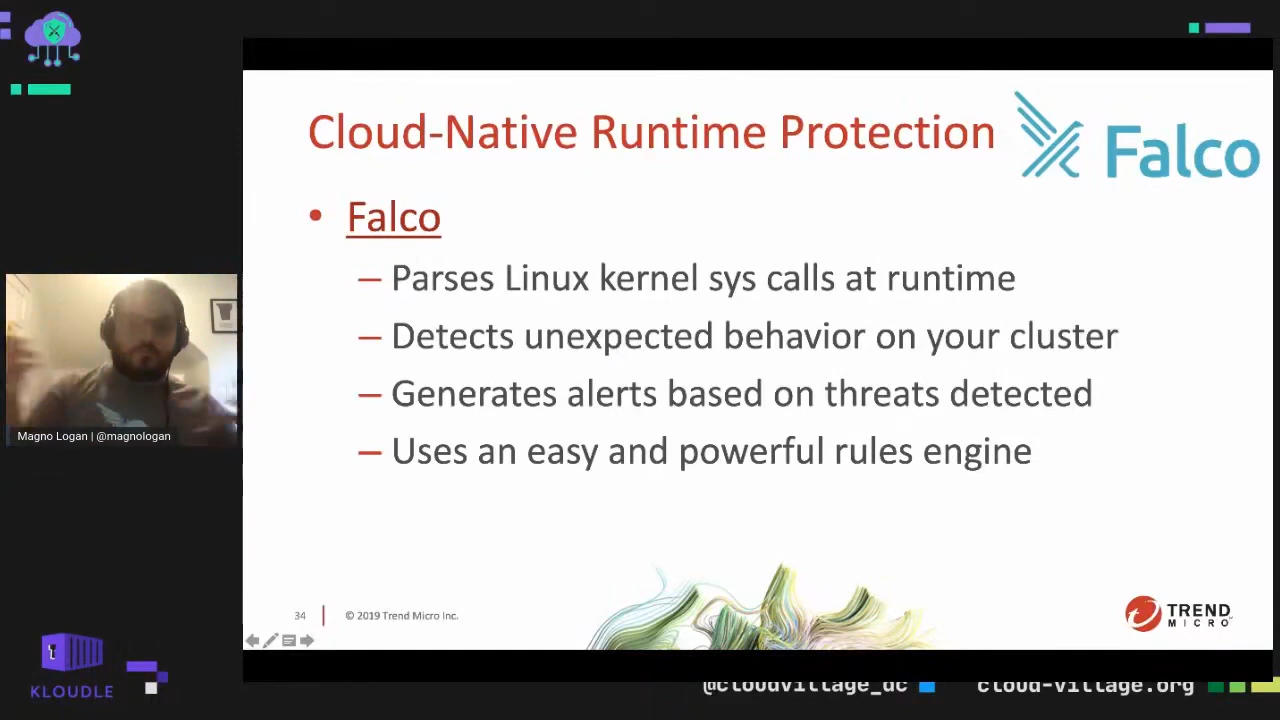 Cloud-Native Runtime Protection
Falco
• Falco
– Parses Linux kernel sys calls at runtime
– Detects unexpected behavior on your cluster
– Generates alerts based on threats detected
– Uses an easy and powerful rules engine
Magno Logan | @magnologan
34
© 2019 Trend Micro Inc.
TREND
MICRO
KLOUDLE
@cloudvillage_dc
cloud-village.org